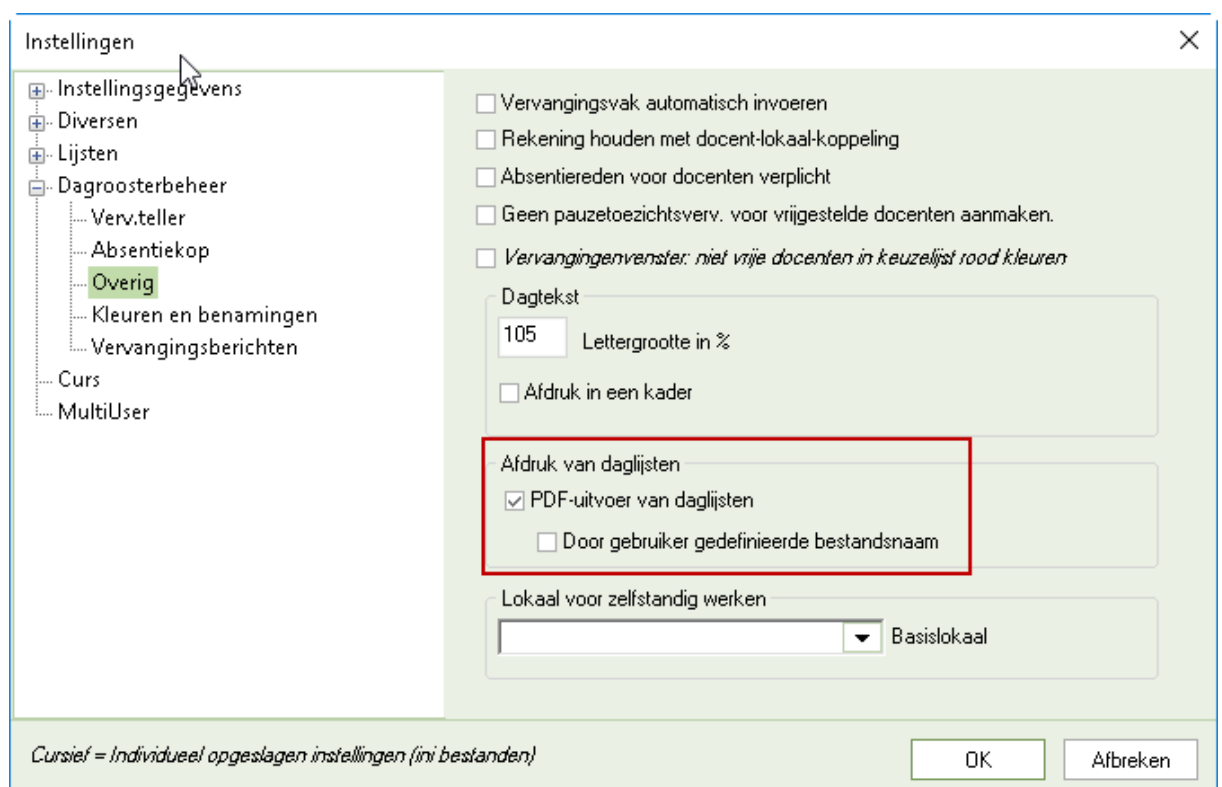 Instellingen
Instellingsgegevens
Diversen
Lijsten
Dagroosterbeheer
Verv.teller
Absentiekop
Overig
Kleuren en benamingen
Vervangingsberichten
Curs
MultiUser
Vervangingsvak automatisch invoeren
Rekening houden met docent-lokaal-koppeling
Absentiereden voor docenten verplicht
Geen pauzetoezichtsverv. voor vrijgestelde docenten aanmaken.
Vervangingenvenster: niet vrije docenten in keuzelijst rood kleuren
Dagtekst
105 Lettergrootte in %
Afdruk in een kader
Afdruk van daglijsten
PDF-uitvoer van daglijsten
Door gebruiker gedefinieerde bestandsnaam
Lokaal voor zelfstandig werken
Basislokaal
Cursief = Individueel opgeslagen instellingen (ini bestanden)
OK Afbreken